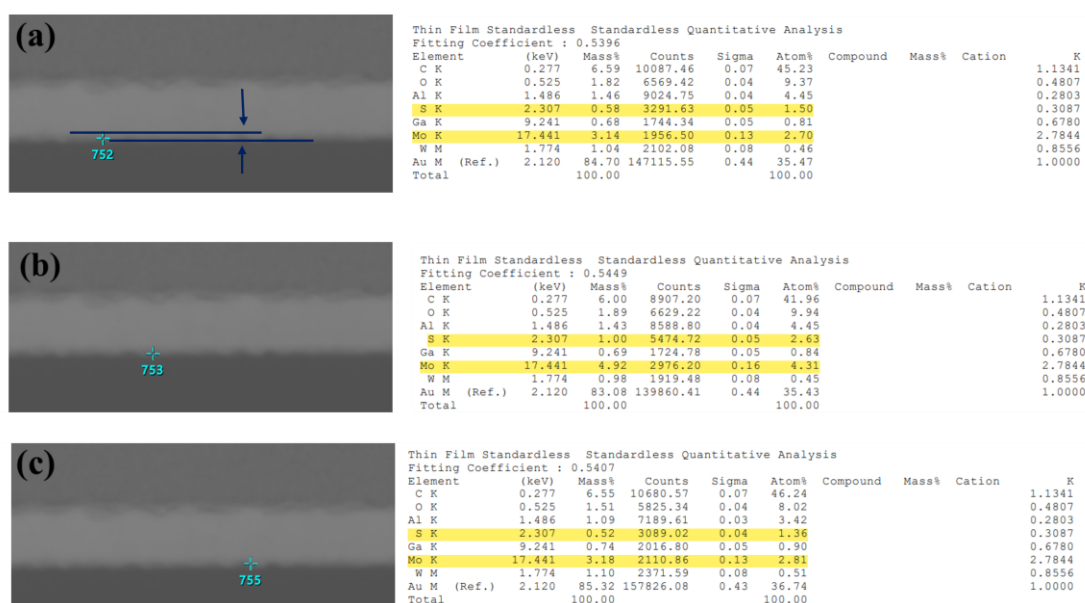 (a)
752
Thin Film Standardless Standardless Quantitative Analysis
Fitting Coefficient : 0.5396
Element (keV) Mass% Counts Sigma Atom% Compound Mass% Cation K
C K 0.277 6.59 10087.46 0.07 45.23 1.1341
O K 0.525 1.82 6569.42 0.04 9.37 0.4807
Al K 1.486 1.46 9024.75 0.04 4.45 0.2803
S K 2.307 0.58 3291.63 0.05 1.50 0.3087
Ga K 9.241 0.68 1744.34 0.05 0.81 0.6780
Mo K 17.441 3.14 1956.50 0.13 2.70 2.7844
W M 1.774 1.04 2102.08 0.08 0.46 0.8556
Au M (Ref.) 2.120 84.70 147115.55 0.44 35.47 1.0000
Total 100.00 100.00
(b)
753
Thin Film Standardless Standardless Quantitative Analysis
Fitting Coefficient : 0.5449
Element (keV) Mass% Counts Sigma Atom% Compound Mass% Cation K
C K 0.277 6.00 8907.20 0.07 41.96 1.1341
O K 0.525 1.89 6629.22 0.04 9.94 0.4807
Al K 1.486 1.43 8588.80 0.04 4.45 0.2803
S K 2.307 1.00 5474.72 0.05 2.63 0.3087
Ga K 9.241 0.69 1724.78 0.05 0.84 0.6780
Mo K 17.441 4.92 2976.20 0.16 4.31 2.7844
W M 1.774 0.98 1919.48 0.08 0.45 0.8556
Au M (Ref.) 2.120 83.08 139860.41 0.44 35.43 1.0000
Total 100.00 100.00
(c)
755
Thin Film Standardless Standardless Quantitative Analysis
Fitting Coefficient : 0.5407
Element (keV) Mass% Counts Sigma Atom% Compound Mass% Cation K
C K 0.277 6.55 10680.57 0.07 46.24 1.1341
O K 0.525 1.51 5825.34 0.04 8.02 0.4807
Al K 1.486 1.09 7189.61 0.03 3.42 0.2803
S K 2.307 0.52 3089.02 0.04 1.36 0.3087
Ga K 9.241 0.74 2016.80 0.05 0.90 0.6780
Mo K 17.441 3.18 2110.86 0.13 2.81 2.7844
W M 1.774 1.10 2371.59 0.08 0.51 0.8556
Au M (Ref.) 2.120 85.32 157826.08 0.43 36.74 1.0000
Total 100.00 100.00